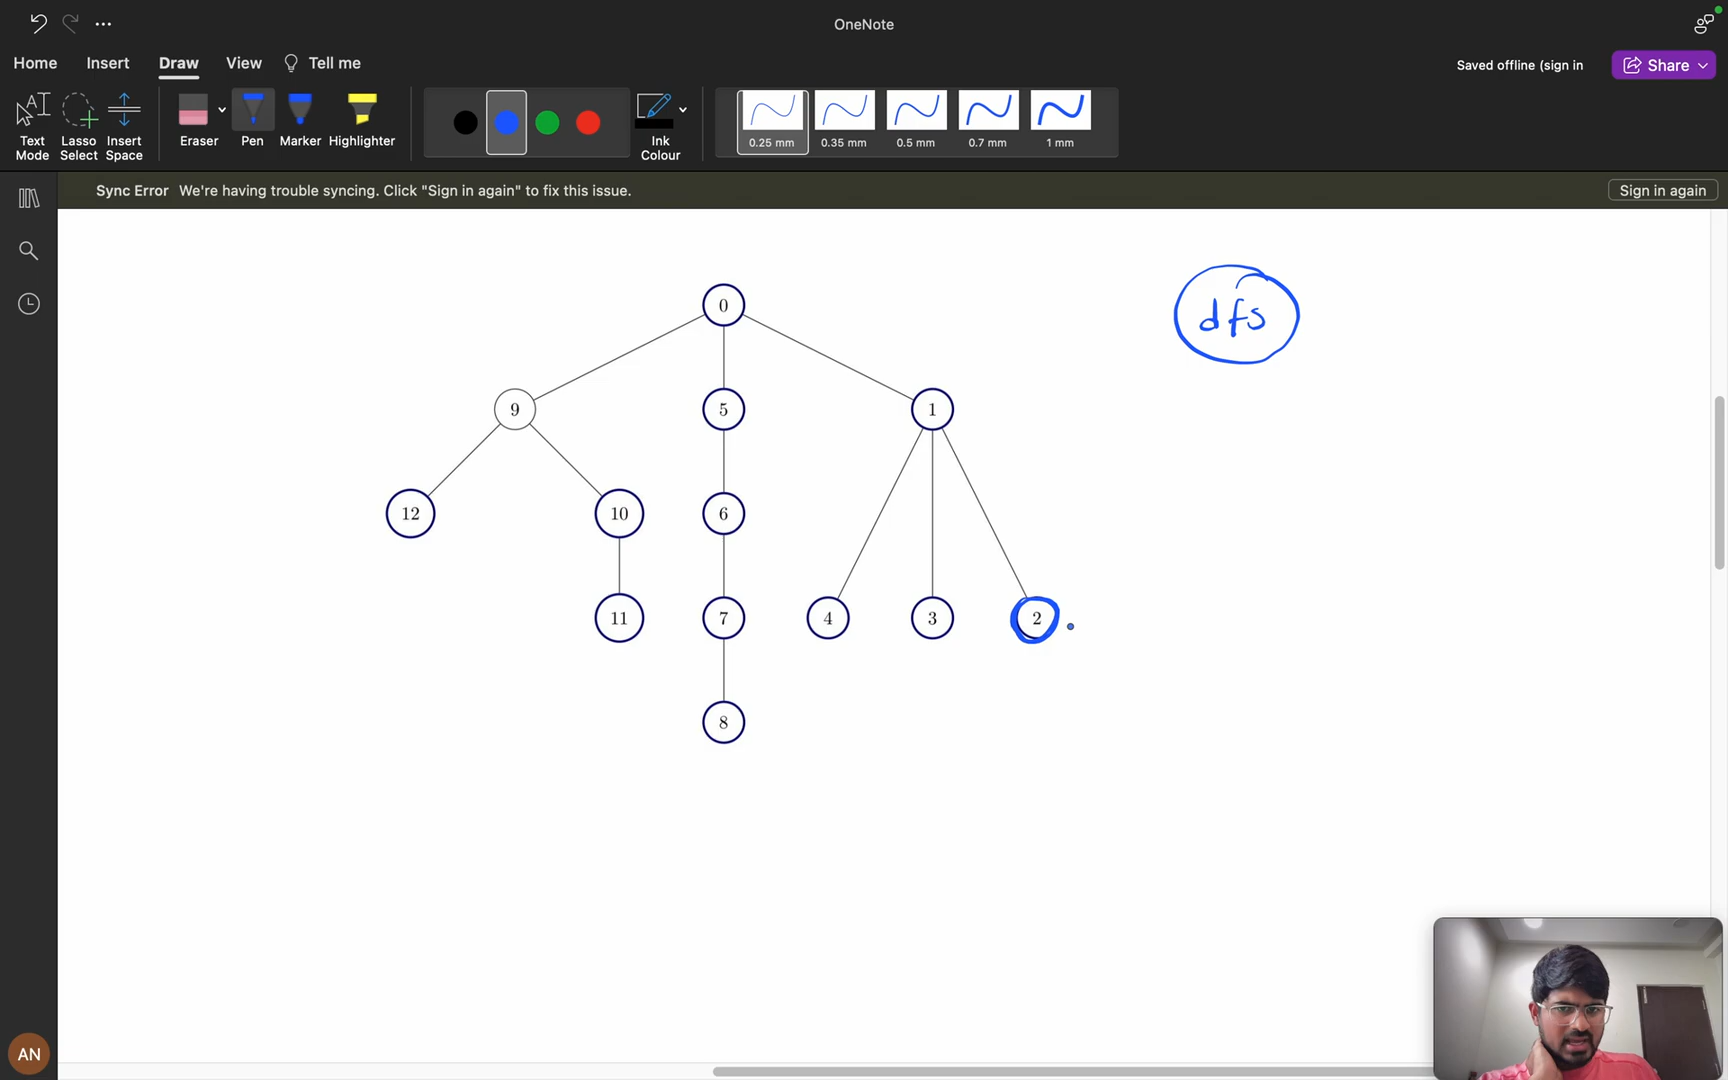 OneNote
Home Insert Draw View Tell me
Saved offline (sign in
Share
Text Mode
Lasso Select
Insert Space
Eraser
Pen
Marker
Highlighter
Ink Colour
0.25 mm
0.35 mm
0.5 mm
0.7 mm
1 mm
Sync Error We're having trouble syncing. Click "Sign in again" to fix this issue.
Sign in again
dfs
0
9 5 1
12 10 6
11 7 4 3 2
8
AN